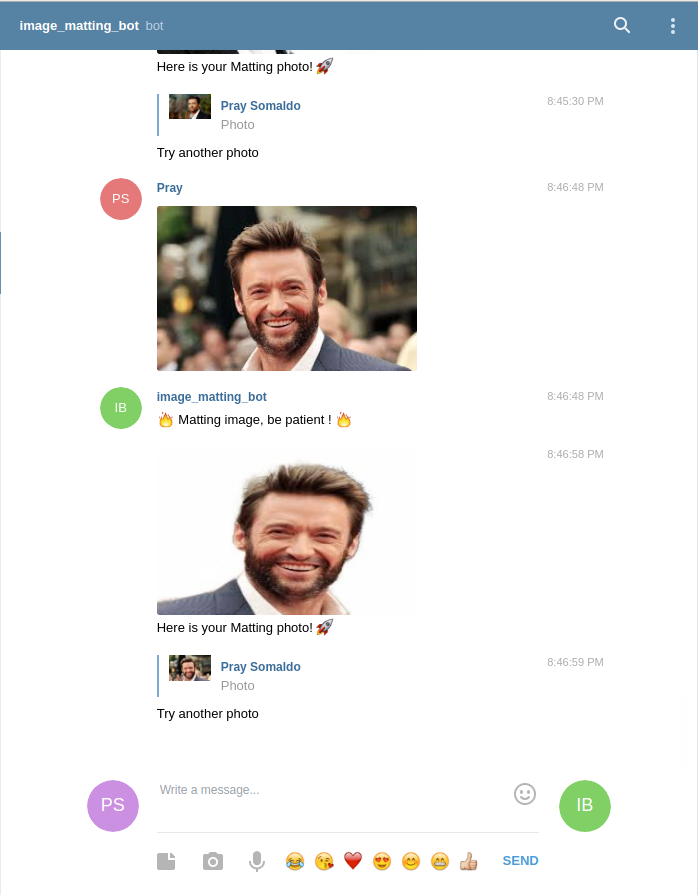 image_matting_bot bot
Here is your Matting photo! 🚀
Pray Somaldo 8:45:30 PM
Photo
Try another photo
PS Pray 8:46:48 PM
IB image_matting_bot 8:46:48 PM
🔥 Matting image, be patient ! 🔥
8:46:58 PM
Here is your Matting photo! 🚀
Pray Somaldo 8:46:59 PM
Photo
Try another photo
PS Write a message... IB
😂 😘 ❤️ 😍 😊 😁 👍 SEND